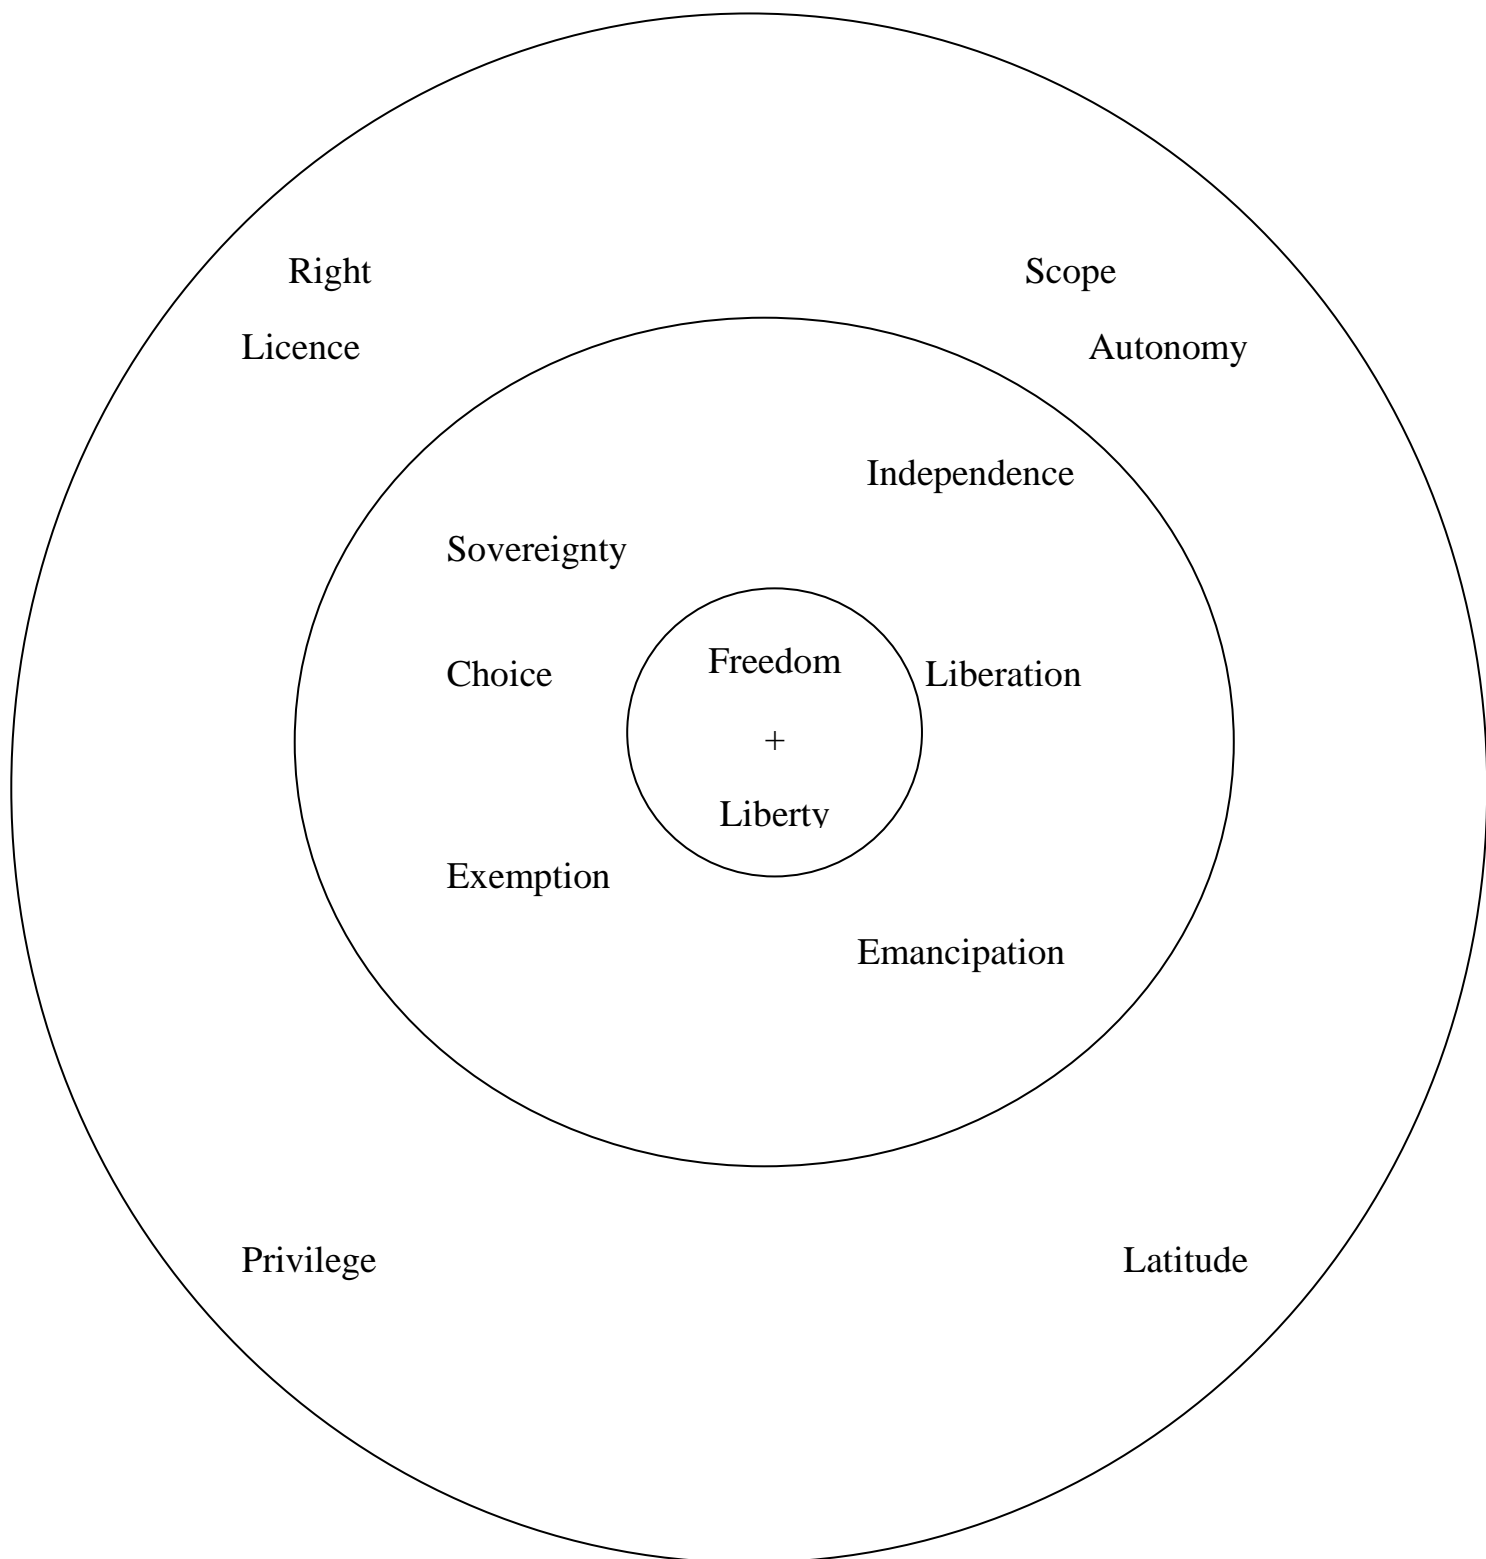 Right Scope
Licence Autonomy
Independence
Sovereignty
Freedom
Choice Liberation
+
Liberty
Exemption
Emancipation
Privilege Latitude